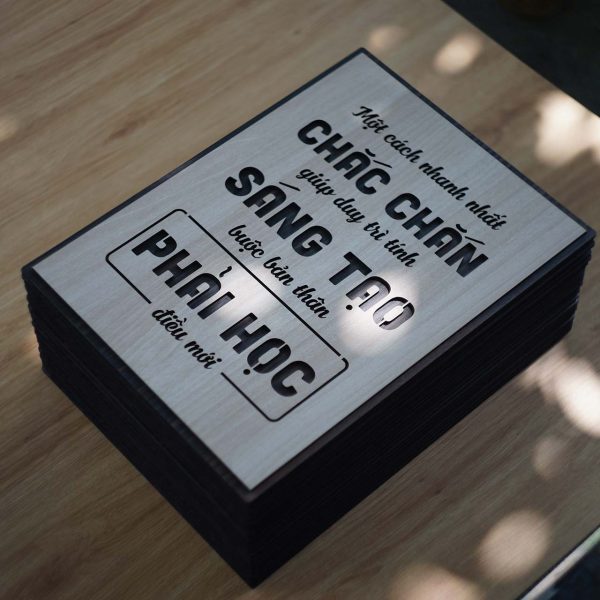 Một cách nhanh nhất
CHẮC CHẮN
giúp duy trì tính
SÁNG TẠO
buộc bản thân
PHẢI HỌC
điều mới